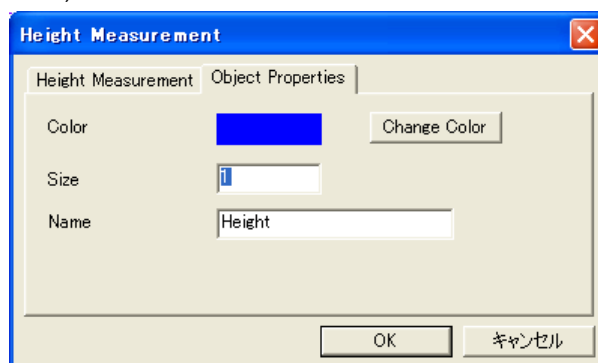 Height Measurement
Height Measurement Object Properties
Color Change Color
Size 1
Name Height
OK キャンセル